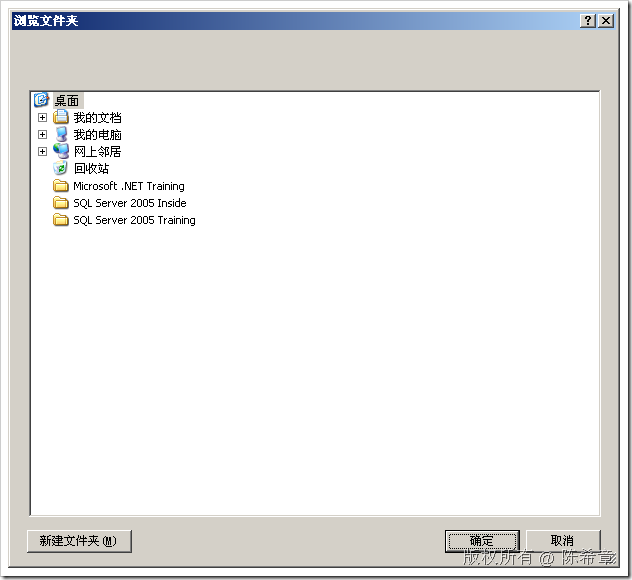 浏览文件夹
桌面
我的文档
我的电脑
网上邻居
回收站
Microsoft .NET Training
SQL Server 2005 Inside
SQL Server 2005 Training
新建文件夹(M)
确定
取消
版权所有 @ 陈希章